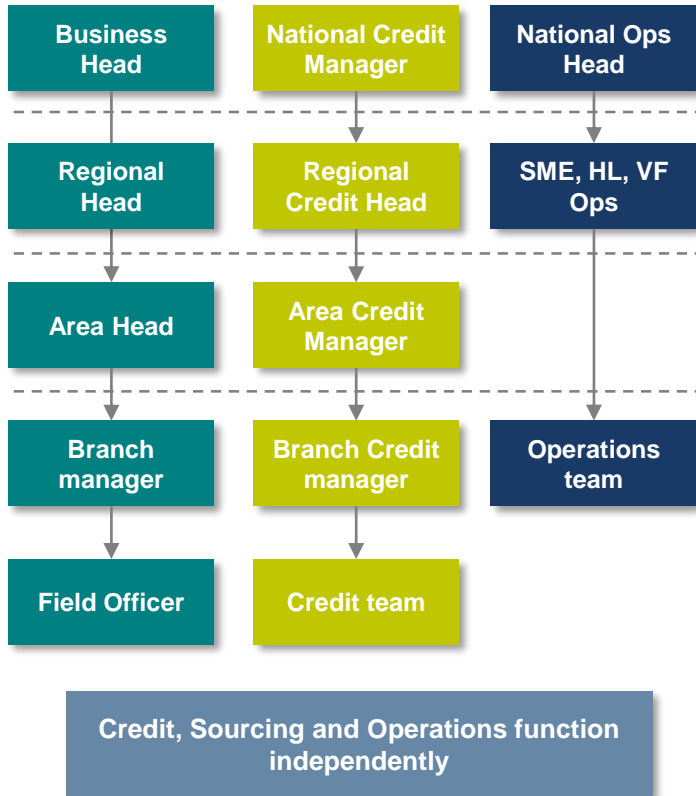 Business
Head
National Credit
Manager
National Ops
Head
Regional
Head
Regional
Credit Head
SME, HL, VF
Ops
Area Head
Area Credit
Manager
Branch
manager
Branch Credit
manager
Operations
team
Field Officer
Credit team
Credit, Sourcing and Operations function
independently